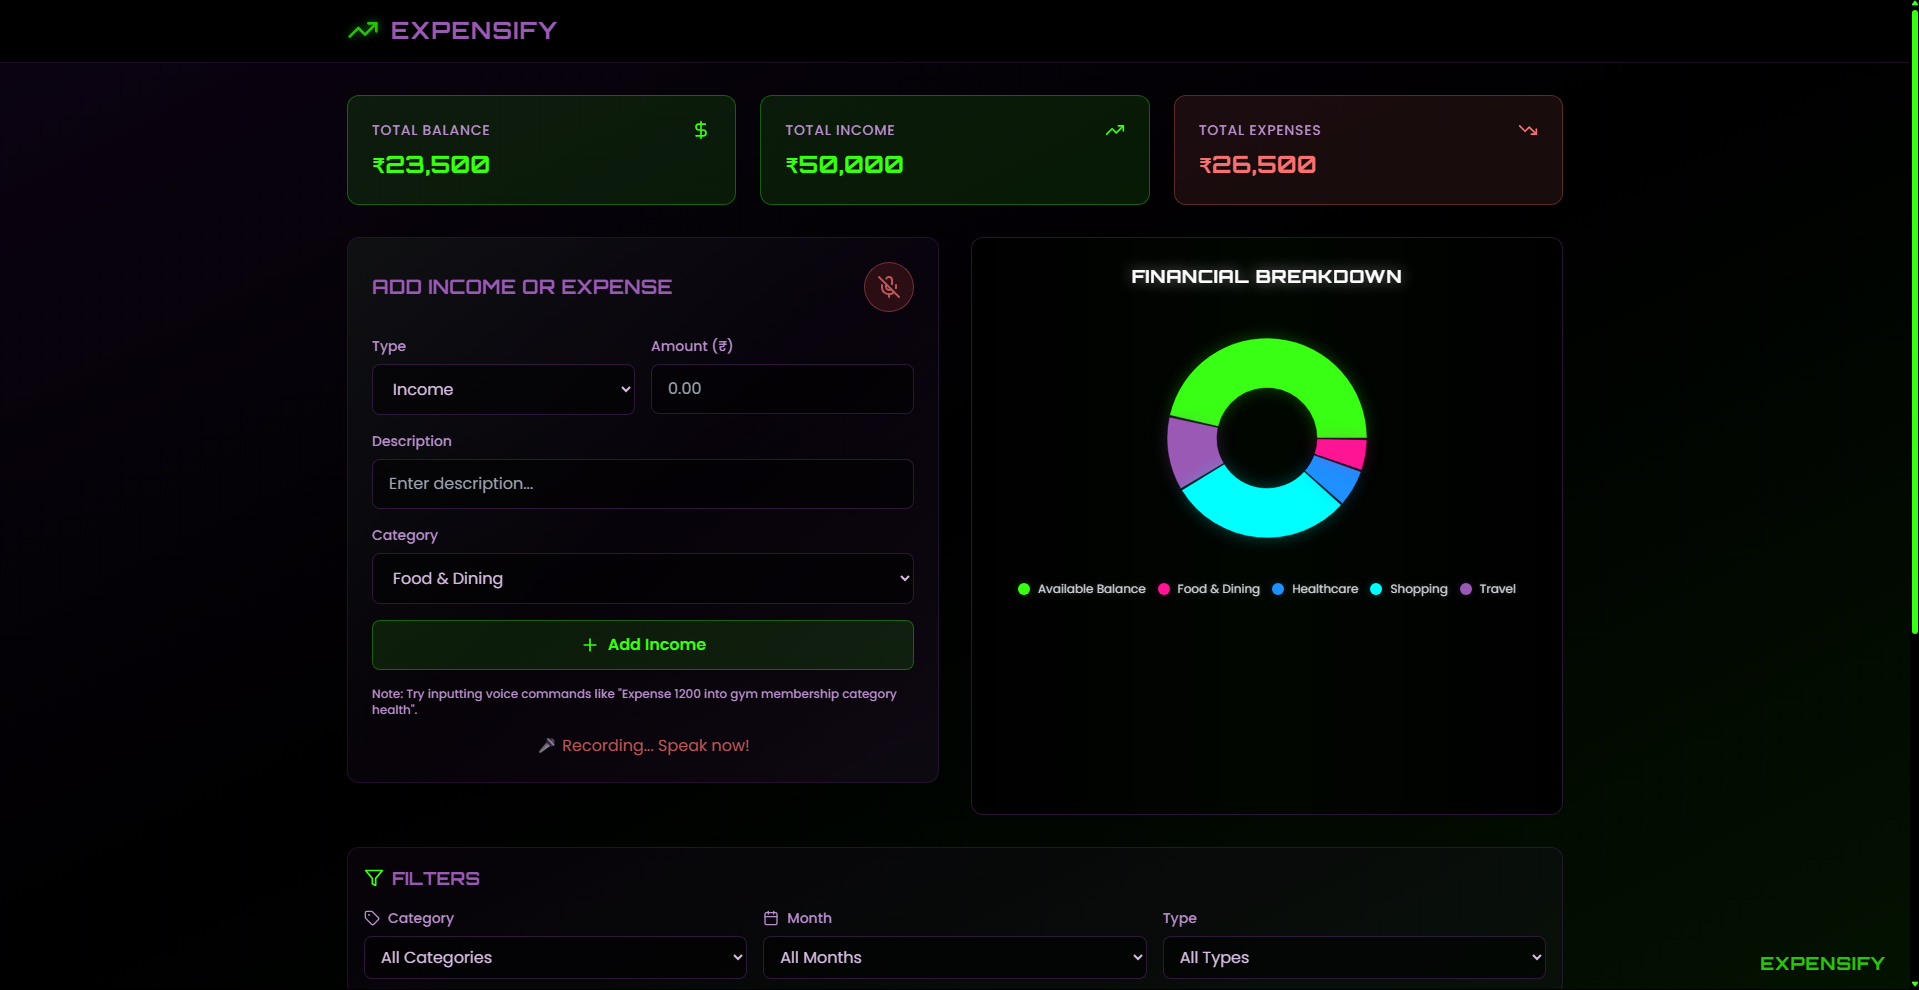 EXPENSIFY
TOTAL BALANCE
₹23,500
TOTAL INCOME
₹50,000
TOTAL EXPENSES
₹26,500
ADD INCOME OR EXPENSE
Type
Income
Amount (₹)
0.00
Description
Enter description...
Category
Food & Dining
Add Income
Note: Try inputting voice commands like "Expense 1200 into gym membership category
health".
Recording... Speak now!
FINANCIAL BREAKDOWN
Available Balance Food & Dining Healthcare Shopping Travel
FILTERS
Category
All Categories
Month
All Months
Type
All Types
EXPENSIFY